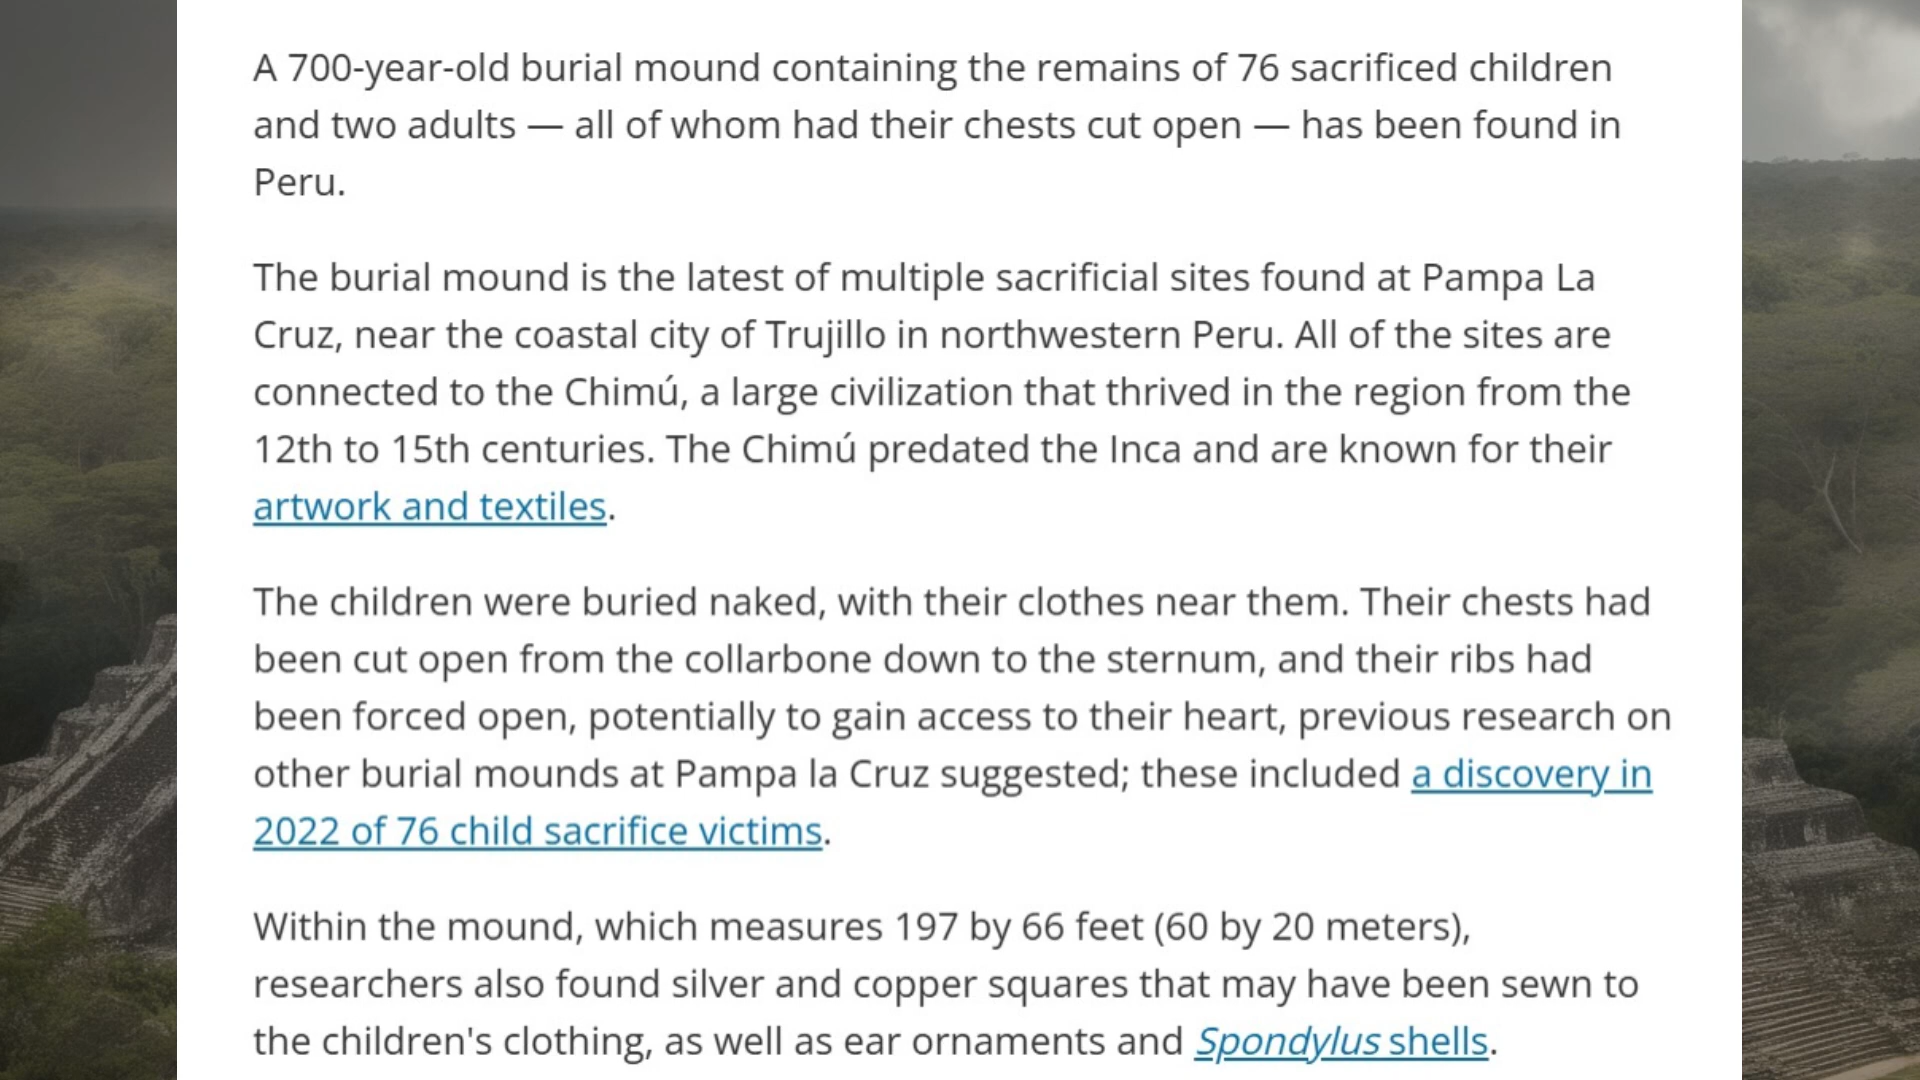 A 700-year-old burial mound containing the remains of 76 sacrificed children
and two adults — all of whom had their chests cut open — has been found in
Peru.
The burial mound is the latest of multiple sacrificial sites found at Pampa La
Cruz, near the coastal city of Trujillo in northwestern Peru. All of the sites are
connected to the Chimú, a large civilization that thrived in the region from the
12th to 15th centuries. The Chimú predated the Inca and are known for their
artwork and textiles.
The children were buried naked, with their clothes near them. Their chests had
been cut open from the collarbone down to the sternum, and their ribs had
been forced open, potentially to gain access to their heart, previous research on
other burial mounds at Pampa la Cruz suggested; these included a discovery in
2022 of 76 child sacrifice victims.
Within the mound, which measures 197 by 66 feet (60 by 20 meters),
researchers also found silver and copper squares that may have been sewn to
the children's clothing, as well as ear ornaments and Spondylus shells.